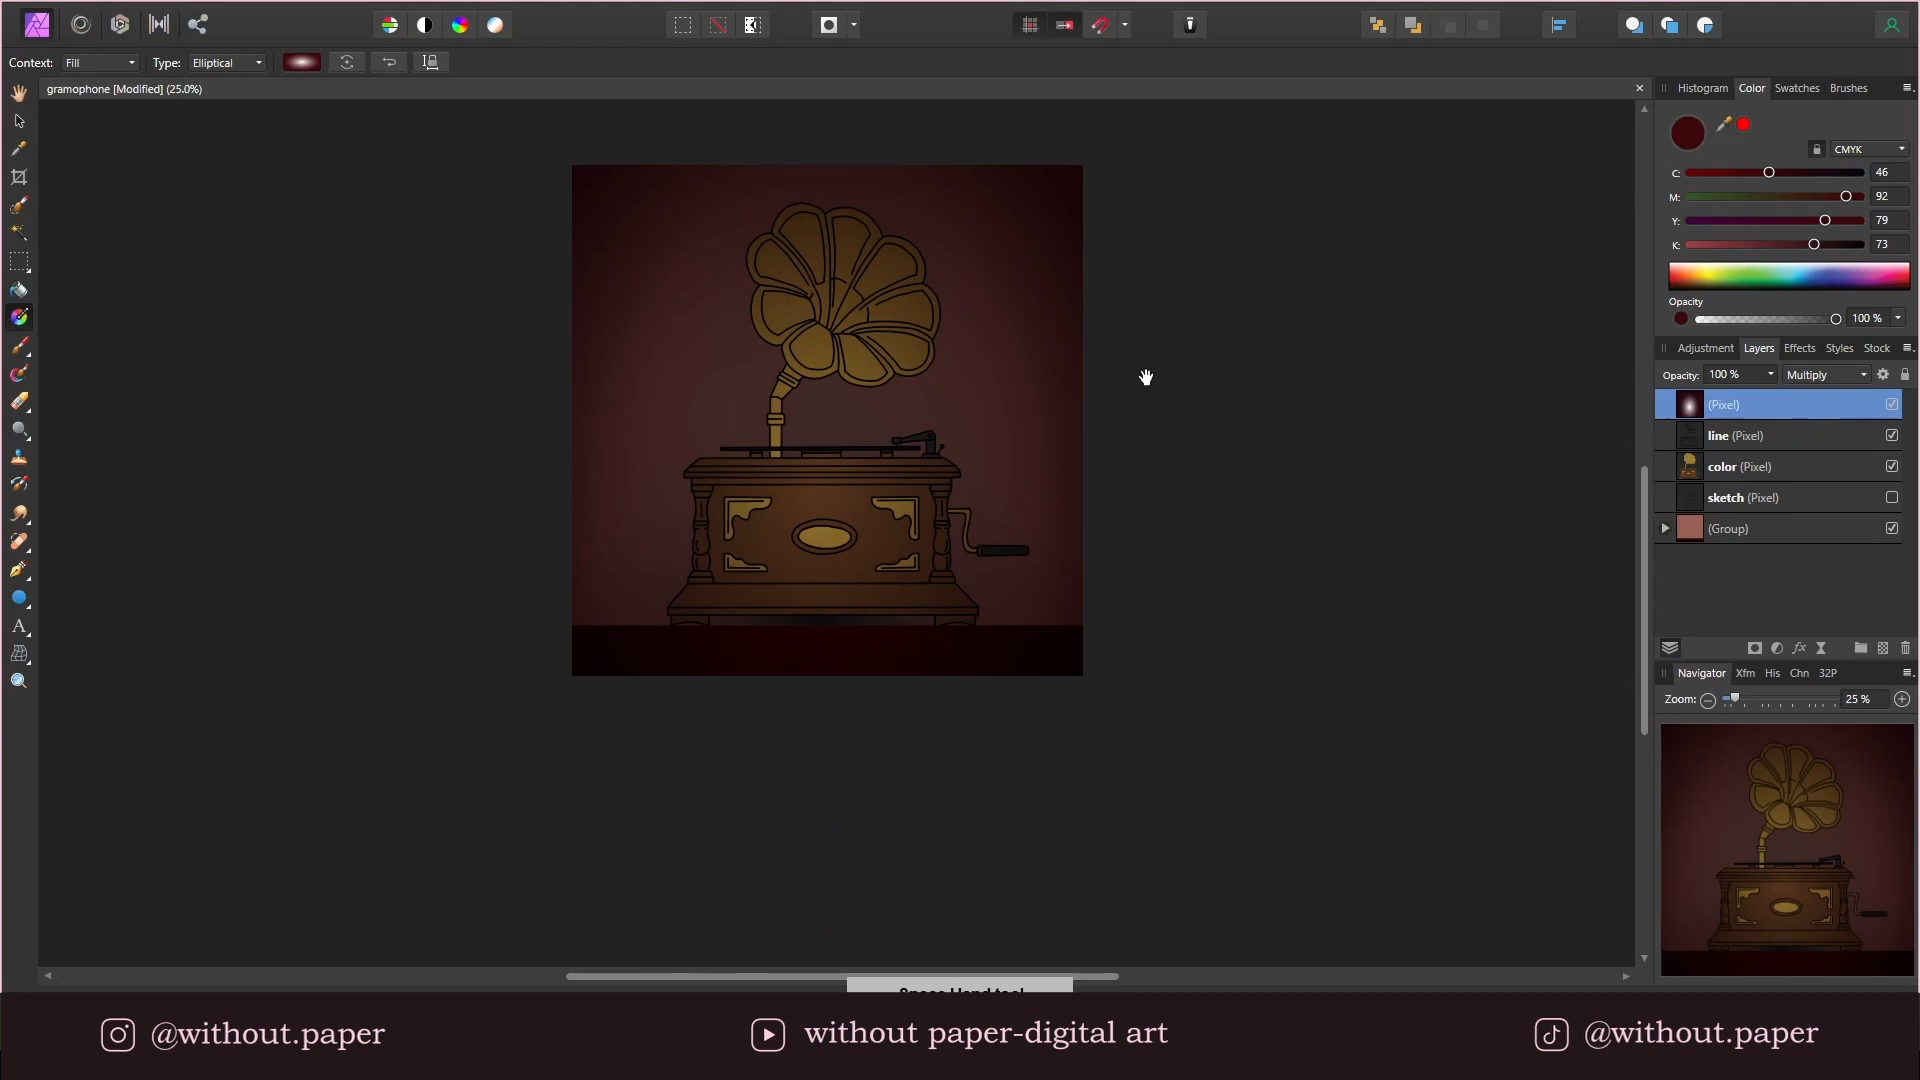 Context: Fill Type: Elliptical
gramophone [Modified] (25.0%)
Histogram Color Swatches Brushes
CMYK
C: 46
M: 92
Y: 79
K: 73
Opacity
100 %
Adjustment Layers Effects Styles Stock
Opacity: 100 % Multiply
(Pixel)
line (Pixel)
color (Pixel)
sketch (Pixel)
(Group)
Navigator Xfm His Chn 32P
Zoom: 25 %
@without.paper
without paper-digital art
@without.paper